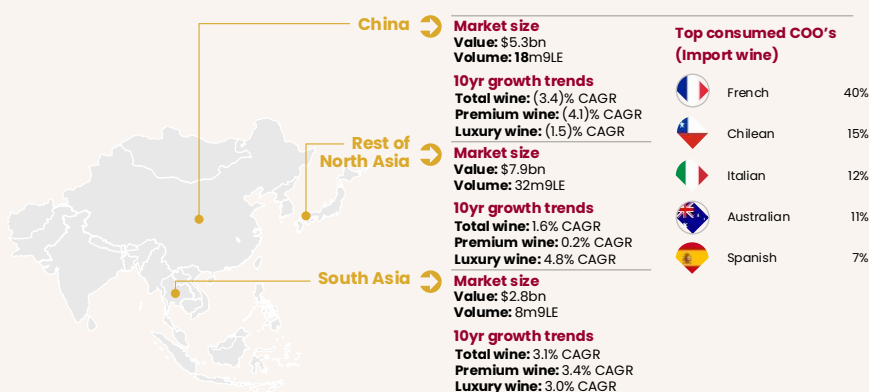 China
Market size
Value: $5.3bn
Volume: 18m9LE
10yr growth trends
Total wine: (3.4)% CAGR
Premium wine: (4.1)% CAGR
Luxury wine: (1.5)% CAGR
Rest of
North Asia
Market size
Value: $7.9bn
Volume: 32m9LE
10yr growth trends
Total wine: 1.6% CAGR
Premium wine: 0.2% CAGR
Luxury wine: 4.8% CAGR
South Asia
Market size
Value: $2.8bn
Volume: 8m9LE
10yr growth trends
Total wine: 3.1% CAGR
Premium wine: 3.4% CAGR
Luxury wine: 3.0% CAGR
Top consumed COO’s
(Import wine)
French 40%
Chilean 15%
Italian 12%
Australian 11%
Spanish 7%